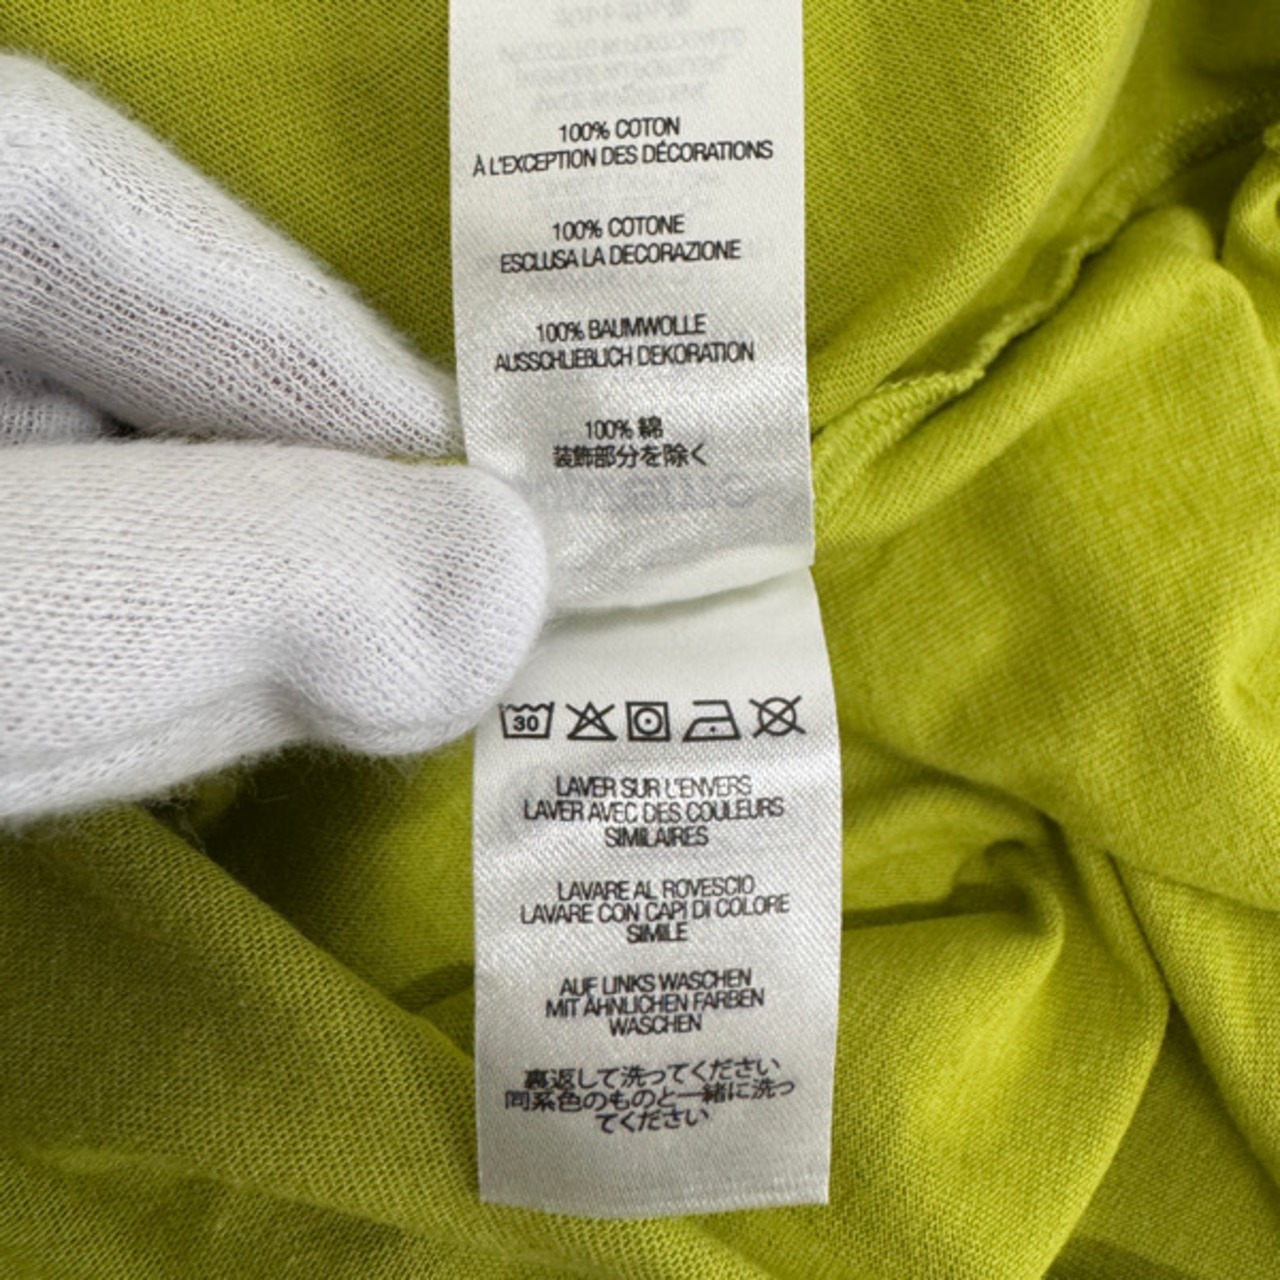 100% COTON
À L'EXCEPTION DES DÉCORATIONS
100% COTONE
ESCLUSA LA DECORAZIONE
100% BAUMWOLLE
AUSSCHLIEBLICH DEKORATION
100% 綿
装飾部分を除く
30
LAVER SUR L'ENVERS
LAVER AVEC DES COULEURS
SIMILAIRES
LAVARE AL ROVESCIO
LAVARE CON CAPI DI COLORE
SIMILE
AUF LINKS WASCHEN
MIT ÄHNLICHEN FARBEN
WASCHEN
裏返して洗ってください
同系色のものと一緒に洗っ
てください